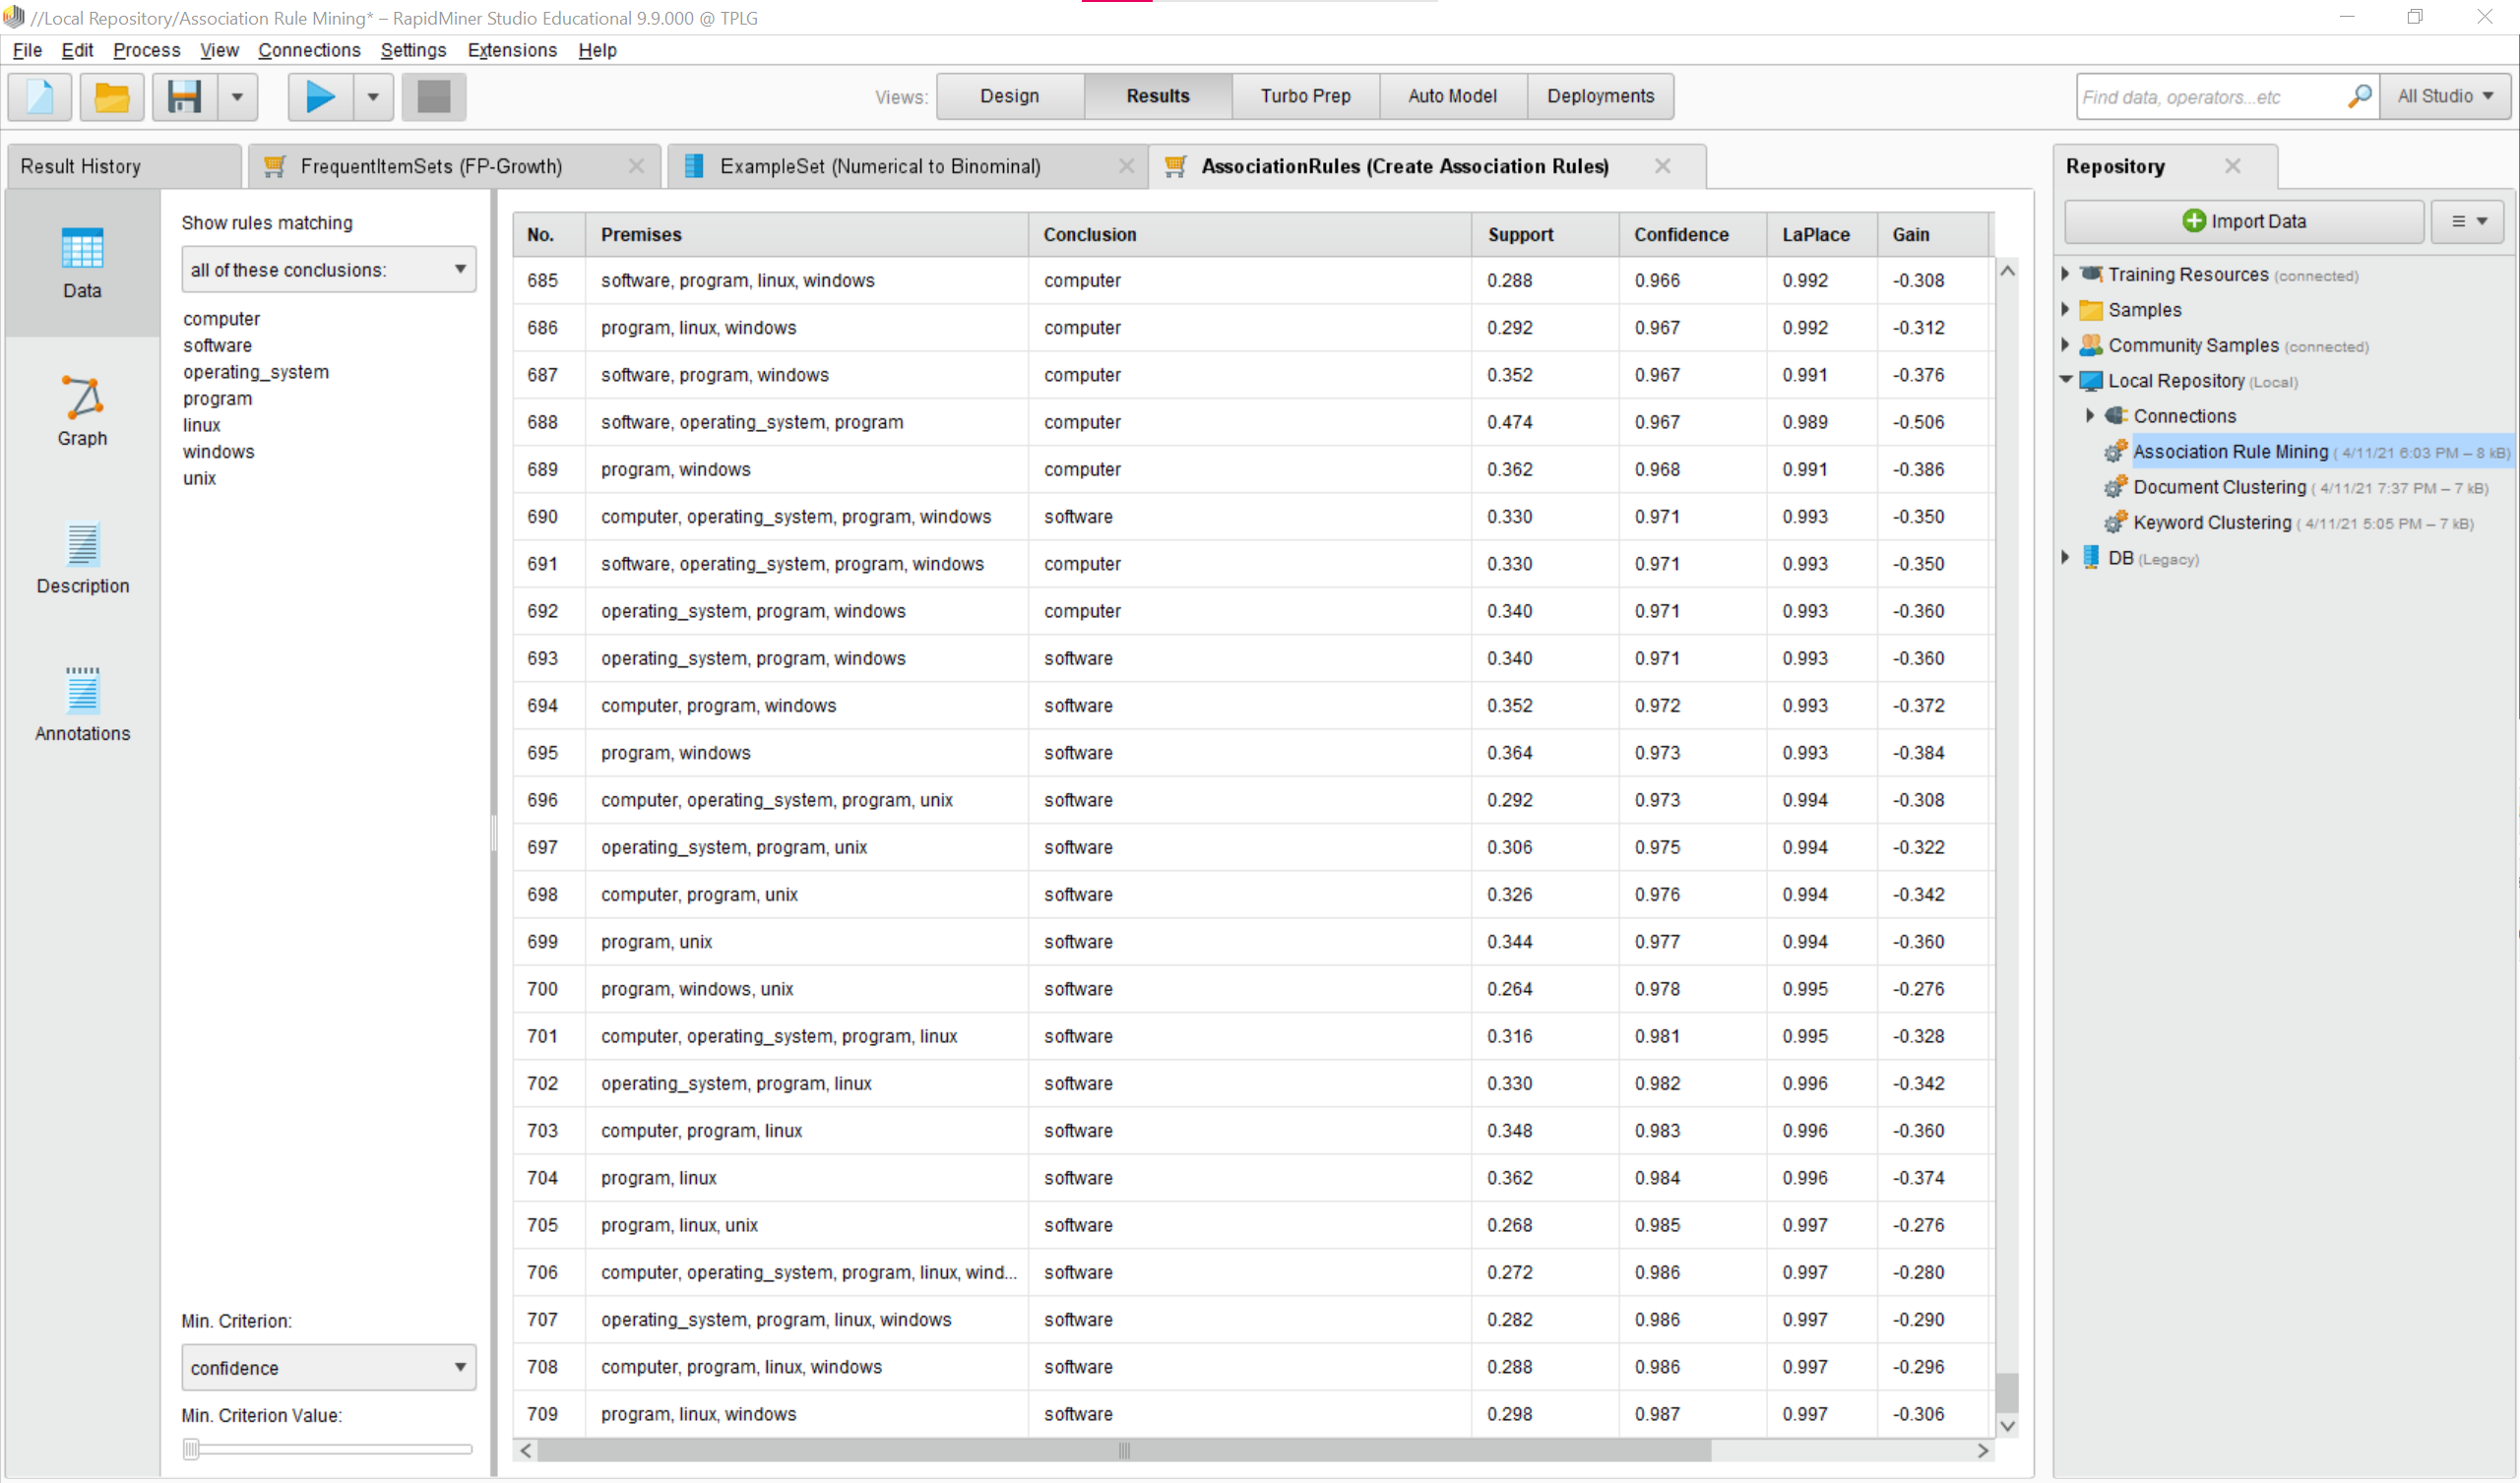 //Local Repository/Association Rule Mining* – RapidMiner Studio Educational 9.9.000 @ TPLG
File Edit Process View Connections Settings Extensions Help
Views: Design Results Turbo Prep Auto Model Deployments
Find data, operators...etc All Studio
Result History FrequentItemSets (FP-Growth) ExampleSet (Numerical to Binominal) AssociationRules (Create Association Rules)
Data
Graph
Description
Annotations
Show rules matching
all of these conclusions:
computer
software
operating_system
program
linux
windows
unix
Min. Criterion:
confidence
Min. Criterion Value:
No. Premises Conclusion Support Confidence LaPlace Gain
685 software, program, linux, windows computer 0.288 0.966 0.992 -0.308
686 program, linux, windows computer 0.292 0.967 0.992 -0.312
687 software, program, windows computer 0.352 0.967 0.991 -0.376
688 software, operating_system, program computer 0.474 0.967 0.989 -0.506
689 program, windows computer 0.362 0.968 0.991 -0.386
690 computer, operating_system, program, windows software 0.330 0.971 0.993 -0.350
691 software, operating_system, program, windows computer 0.330 0.971 0.993 -0.350
692 operating_system, program, windows computer 0.340 0.971 0.993 -0.360
693 operating_system, program, windows software 0.340 0.971 0.993 -0.360
694 computer, program, windows software 0.352 0.972 0.993 -0.372
695 program, windows software 0.364 0.973 0.993 -0.384
696 computer, operating_system, program, unix software 0.292 0.973 0.994 -0.308
697 operating_system, program, unix software 0.306 0.975 0.994 -0.322
698 computer, program, unix software 0.326 0.976 0.994 -0.342
699 program, unix software 0.344 0.977 0.994 -0.360
700 program, windows, unix software 0.264 0.978 0.995 -0.276
701 computer, operating_system, program, linux software 0.316 0.981 0.995 -0.328
702 operating_system, program, linux software 0.330 0.982 0.996 -0.342
703 computer, program, linux software 0.348 0.983 0.996 -0.360
704 program, linux software 0.362 0.984 0.996 -0.374
705 program, linux, unix software 0.268 0.985 0.997 -0.276
706 computer, operating_system, program, linux, wind... software 0.272 0.986 0.997 -0.280
707 operating_system, program, linux, windows software 0.282 0.986 0.997 -0.290
708 computer, program, linux, windows software 0.288 0.986 0.997 -0.296
709 program, linux, windows software 0.298 0.987 0.997 -0.306
Repository
Import Data
Training Resources (connected)
Samples
Community Samples (connected)
Local Repository (Local)
Connections
Association Rule Mining ( 4/11/21 6:03 PM – 8 kB)
Document Clustering ( 4/11/21 7:37 PM – 7 kB)
Keyword Clustering ( 4/11/21 5:05 PM – 7 kB)
DB (Legacy)